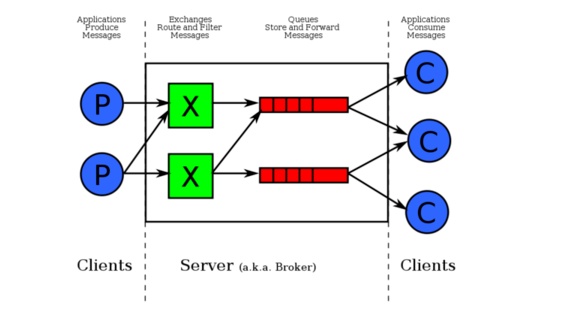 Applications
Produce
Messages
Exchanges
Route and Filter
Messages
Queues
Store and Forward
Messages
Applications
Consume
Messages
P
X
C
C
P
X
C
Clients
Server (a.k.a. Broker)
Clients